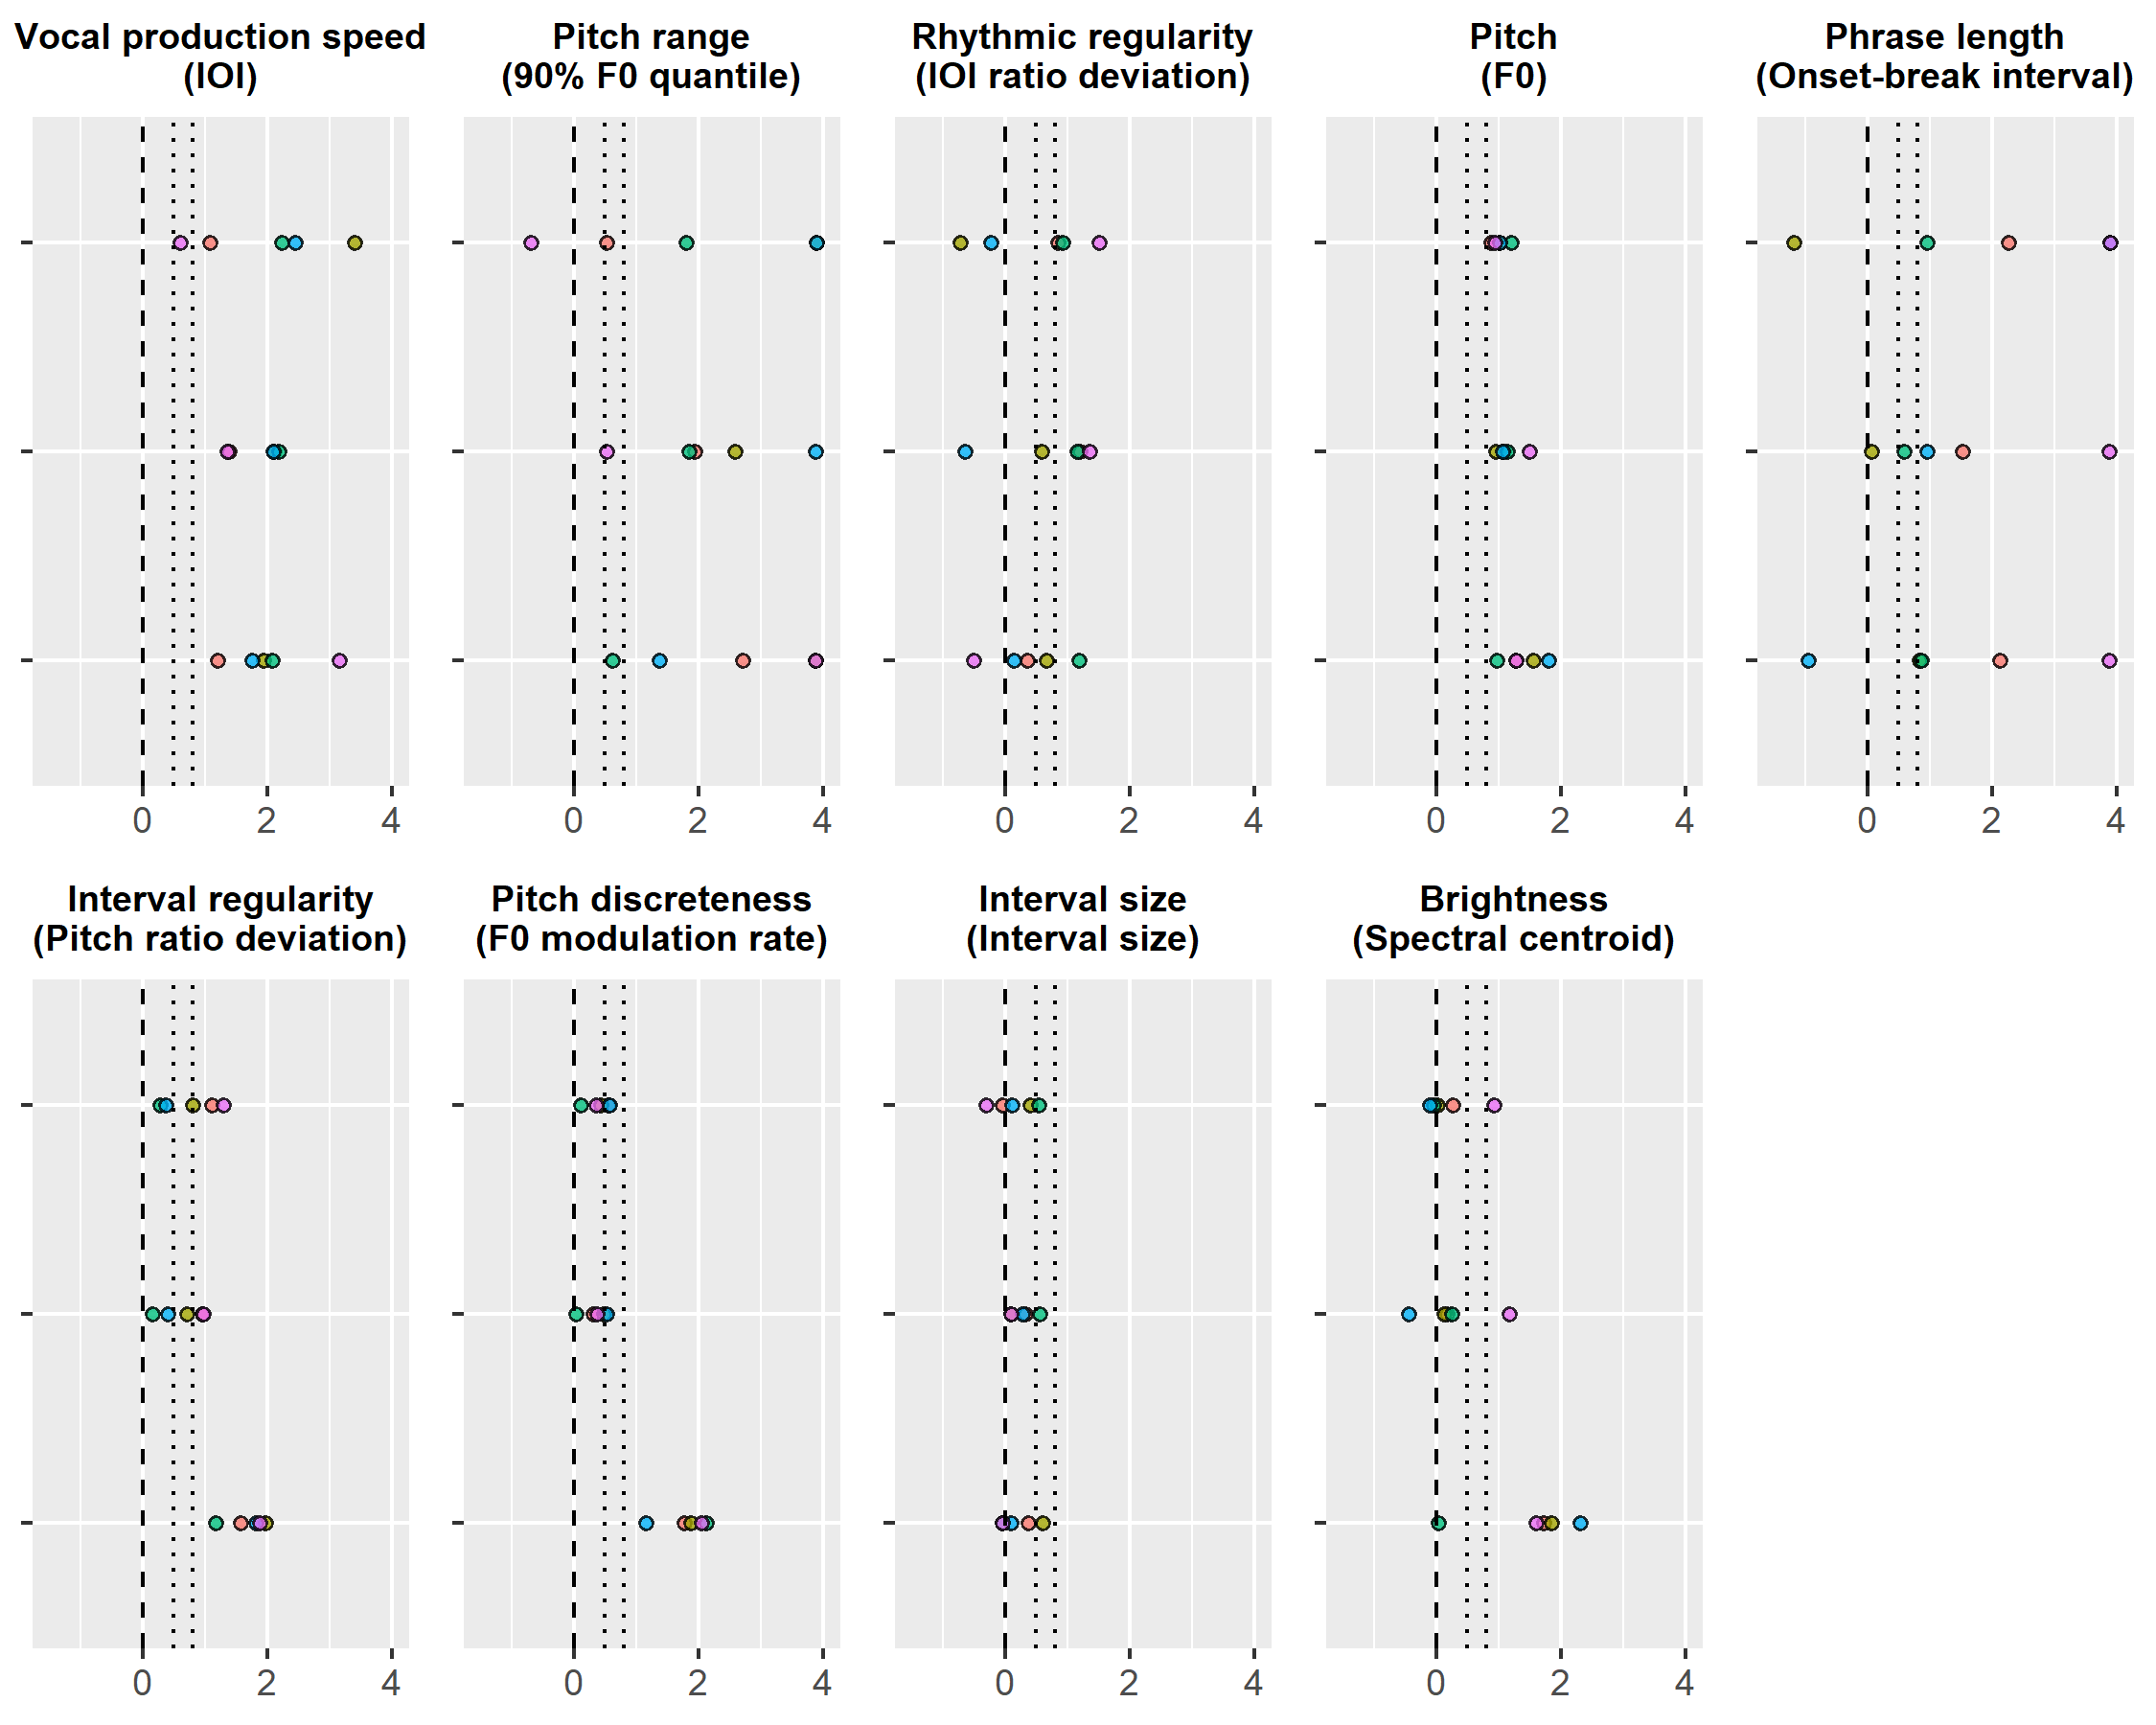 Vocal production speed
(IOI)
Pitch range
(90% F0 quantile)
Rhythmic regularity
(IOI ratio deviation)
Pitch
(F0)
Phrase length
(Onset-break interval)
0 2 4
0 2 4
0 2 4
0 2 4
0 2 4
Interval regularity
(Pitch ratio deviation)
Pitch discreteness
(F0 modulation rate)
Interval size
(Interval size)
Brightness
(Spectral centroid)
0 2 4
0 2 4
0 2 4
0 2 4